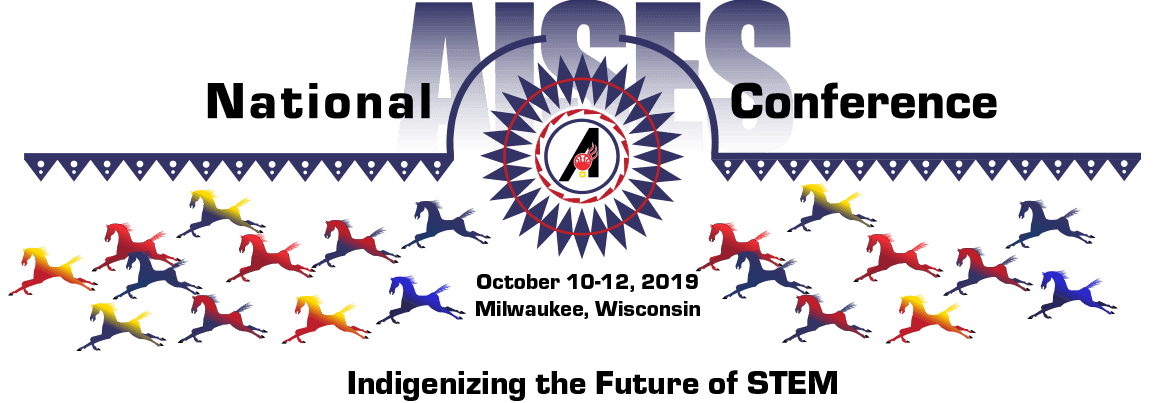 AISES
National Conference
A
October 10-12, 2019
Milwaukee, Wisconsin
Indigenizing the Future of STEM